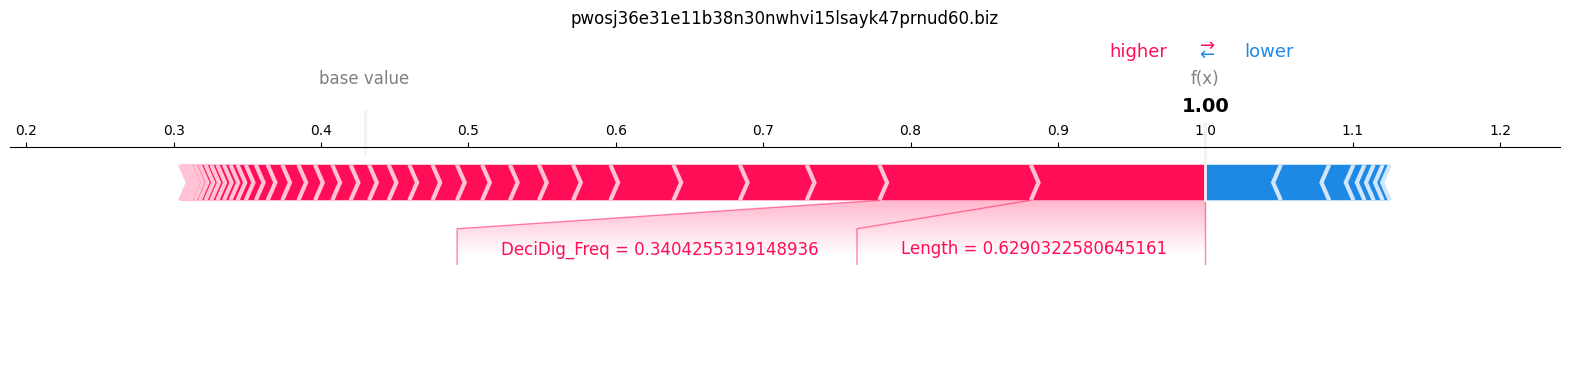 pwosj36e31e11b38n30nwhvi15lsayk47prnud60.biz
higher ⇄ lower
base value f(x)
1.00
0.2 0.3 0.4 0.5 0.6 0.7 0.8 0.9 1 0 1.1 1.2
DeciDig_Freq = 0.3404255319148936 Length = 0.6290322580645161